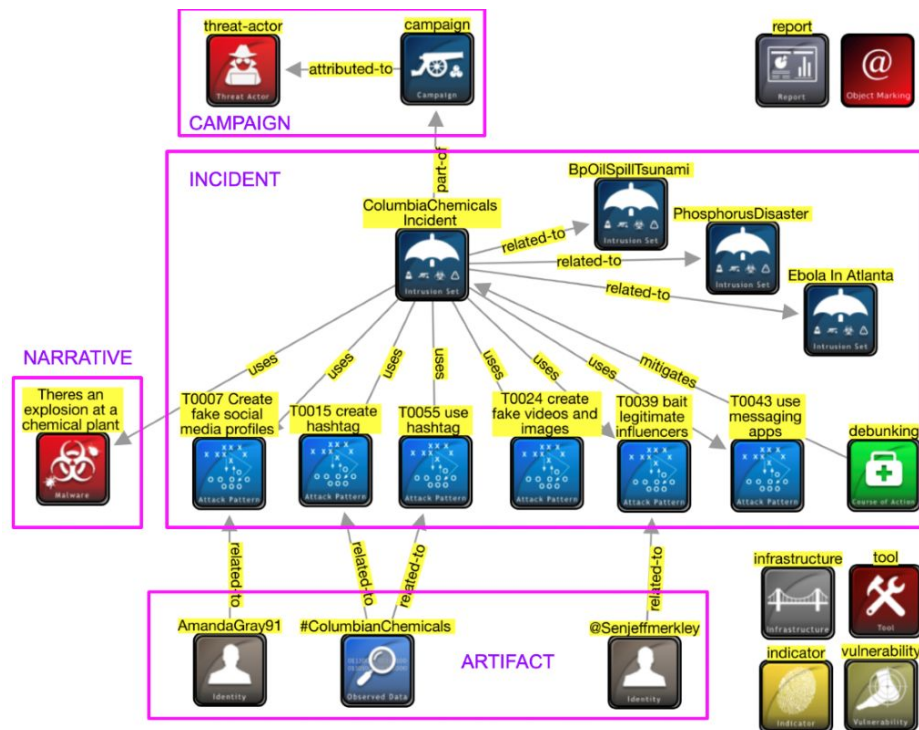 threat-actor
campaign
report
attributed-to
Threat Actor
Campaign
Report
Object Marking
@
CAMPAIGN
part-of
INCIDENT
BpOilSpillTsunami
ColumbiaChemicals
Incident
PhosphorusDisaster
related-to
Intrusion Set
related-to
Intrusion Set
Ebola In Atlanta
related-to
Intrusion Set
Intrusion Set
uses
uses
uses
uses
uses
uses
uses
mitigates
NARRATIVE
Theres an
explosion at a
chemical plant
T0007 Create
fake social
media profiles
T0015 create
hashtag
T0055 use
hashtag
T0024 create
fake videos and
images
T0039 bait
legitimate
influencers
T0043 use
messaging
apps
debunking
Malware
Attack Pattern
Attack Pattern
Attack Pattern
Attack Pattern
Attack Pattern
Attack Pattern
Course of Action
related-to
related-to
related-to
related-to
infrastructure
tool
Infrastructure
Tool
AmandaGray91
#ColumbianChemicals
@Senjeffmerkley
ARTIFACT
Identity
Observed Data
Identity
indicator
vulnerability
Indicator
Vulnerability